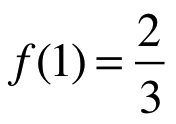 f(1) = 2/3